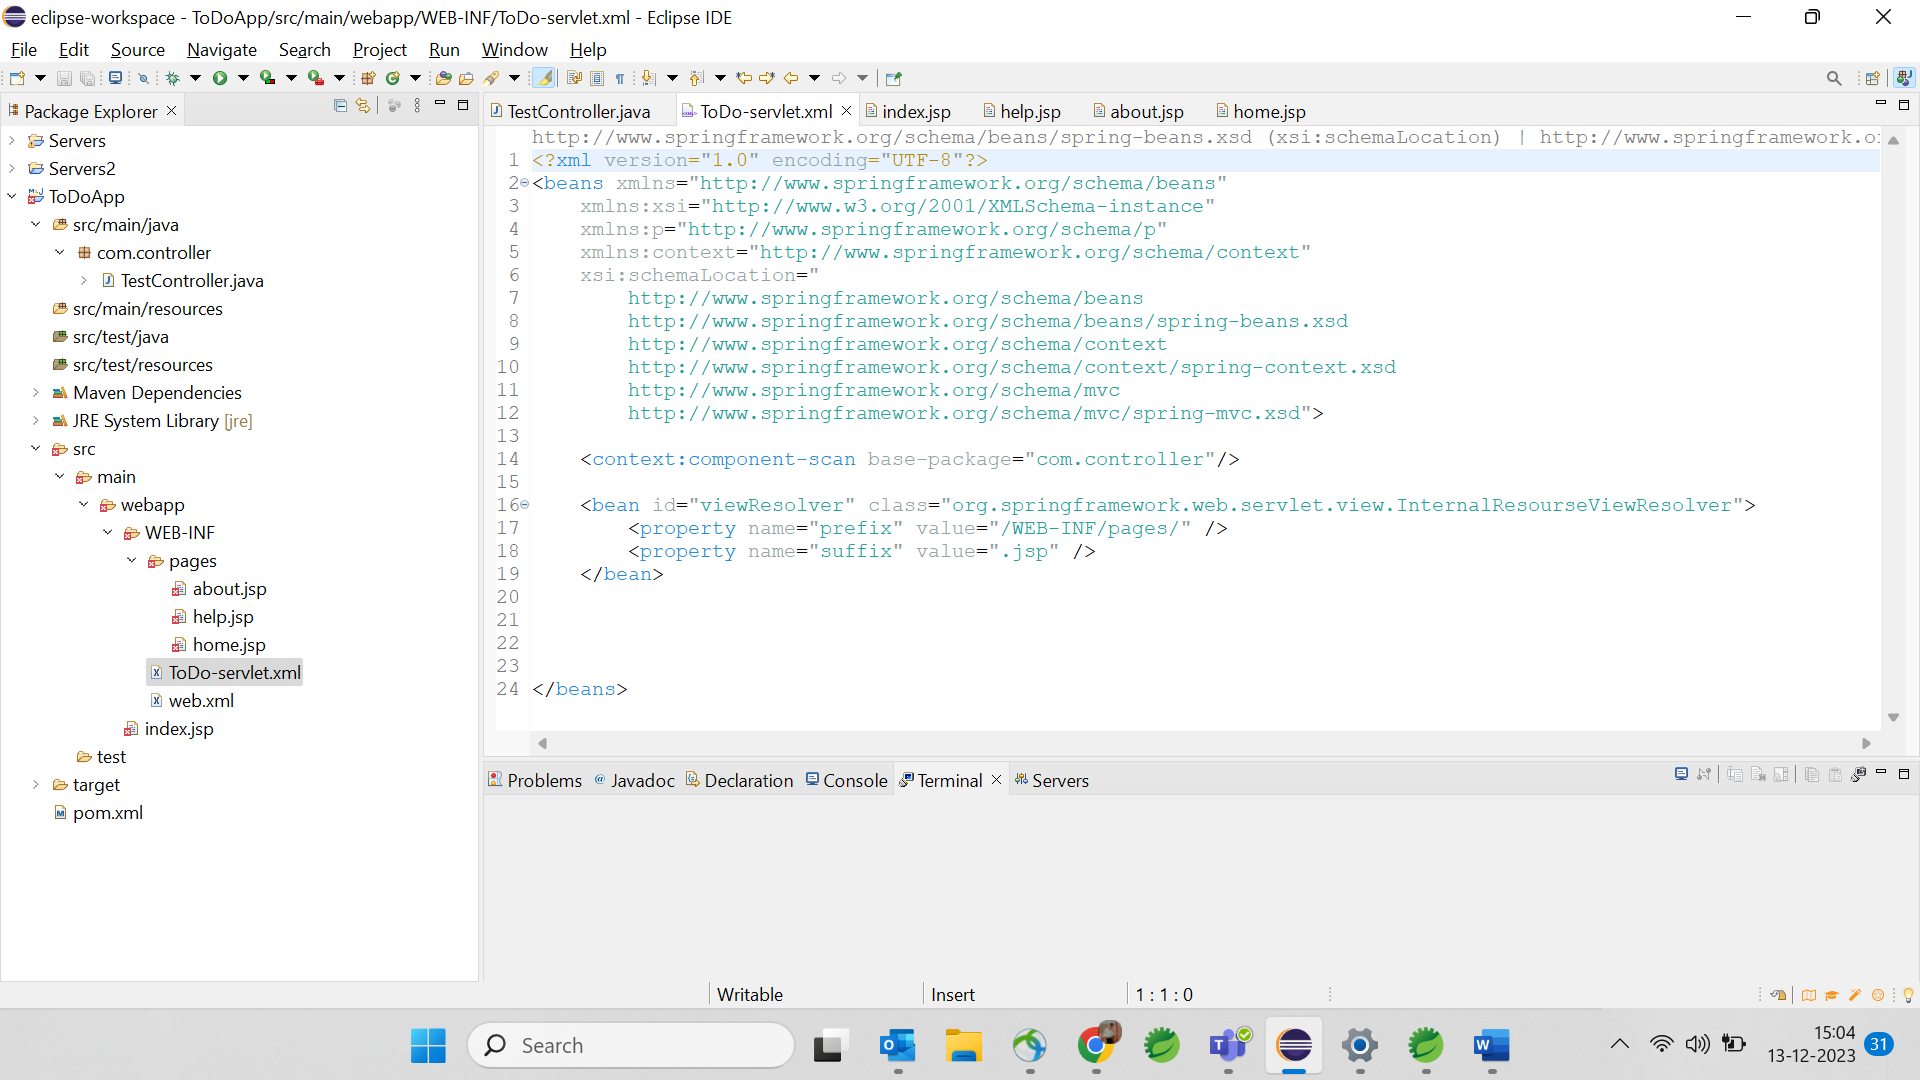 eclipse-workspace - ToDoApp/src/main/webapp/WEB-INF/ToDo-servlet.xml - Eclipse IDE
File Edit Source Navigate Search Project Run Window Help
Package Explorer
Servers
Servers2
ToDoApp
src/main/java
com.controller
TestController.java
src/main/resources
src/test/java
src/test/resources
Maven Dependencies
JRE System Library [jre]
src
main
webapp
WEB-INF
pages
about.jsp
help.jsp
home.jsp
ToDo-servlet.xml
web.xml
index.jsp
test
target
pom.xml
TestController.java ToDo-servlet.xml index.jsp help.jsp about.jsp home.jsp
http://www.springframework.org/schema/beans/spring-beans.xsd (xsi:schemaLocation) | http://www.springframework.o
1 <?xml version="1.0" encoding="UTF-8"?>
2 <beans xmlns="http://www.springframework.org/schema/beans"
3 xmlns:xsi="http://www.w3.org/2001/XMLSchema-instance"
4 xmlns:p="http://www.springframework.org/schema/p"
5 xmlns:context="http://www.springframework.org/schema/context"
6 xsi:schemaLocation="
7 http://www.springframework.org/schema/beans
8 http://www.springframework.org/schema/beans/spring-beans.xsd
9 http://www.springframework.org/schema/context
10 http://www.springframework.org/schema/context/spring-context.xsd
11 http://www.springframework.org/schema/mvc
12 http://www.springframework.org/schema/mvc/spring-mvc.xsd">
13
14 <context:component-scan base-package="com.controller"/>
15
16 <bean id="viewResolver" class="org.springframework.web.servlet.view.InternalResourseViewResolver">
17 <property name="prefix" value="/WEB-INF/pages/" />
18 <property name="suffix" value=".jsp" />
19 </bean>
20
21
22
23
24 </beans>
Problems Javadoc Declaration Console Terminal Servers
Writable Insert 1 : 1 : 0
Search
15:04
13-12-2023 31